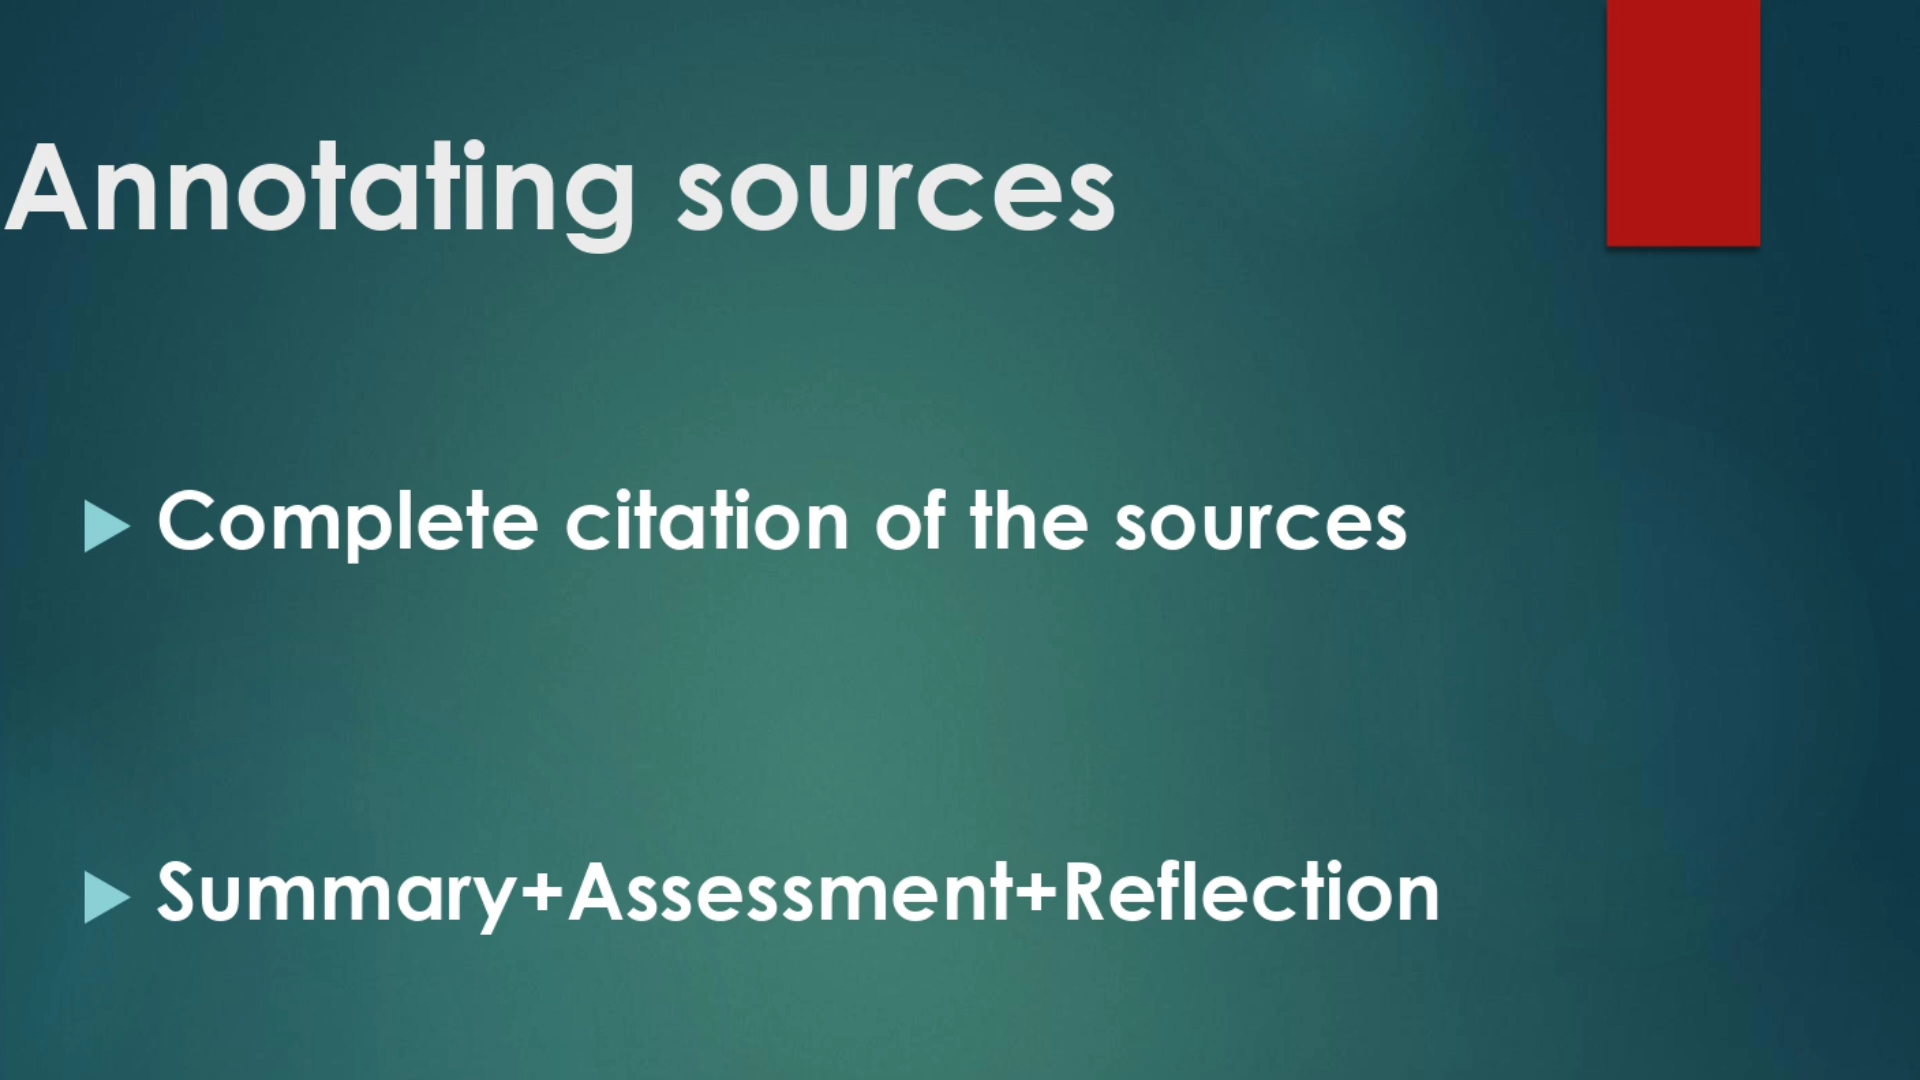 Annotating sources
Complete citation of the sources
Summary+Assessment+Reflection